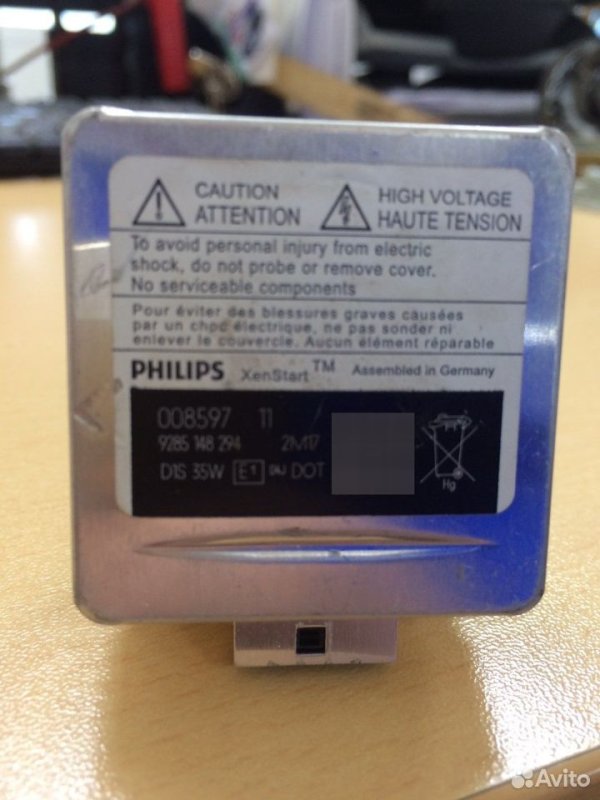 CAUTION
ATTENTION
HIGH VOLTAGE
HAUTE TENSION
To avoid personal injury from electric
shock, do not probe or remove cover.
No serviceable components
Pour éviter des blessures graves causées
par un choc électrique, ne pas sonder ni
enlever le couvercle. Aucun élément réparable
PHILIPS XenStart™ Assembled in Germany
008597 11
9285 148 294 2M17
D1S 35W E1 DOT
Hg
Avito